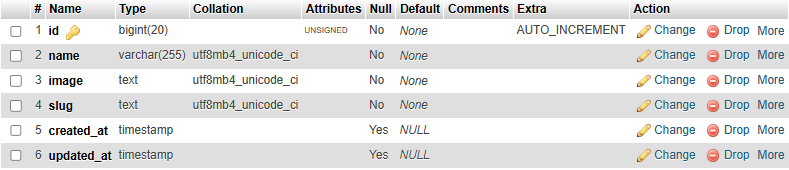 # Name Type Collation Attributes Null Default Comments Extra Action
1 id bigint(20) UNSIGNED No None AUTO_INCREMENT Change Drop More
2 name varchar(255) utf8mb4_unicode_ci No None Change Drop More
3 image text utf8mb4_unicode_ci No None Change Drop More
4 slug text utf8mb4_unicode_ci No None Change Drop More
5 created_at timestamp Yes NULL Change Drop More
6 updated_at timestamp Yes NULL Change Drop More